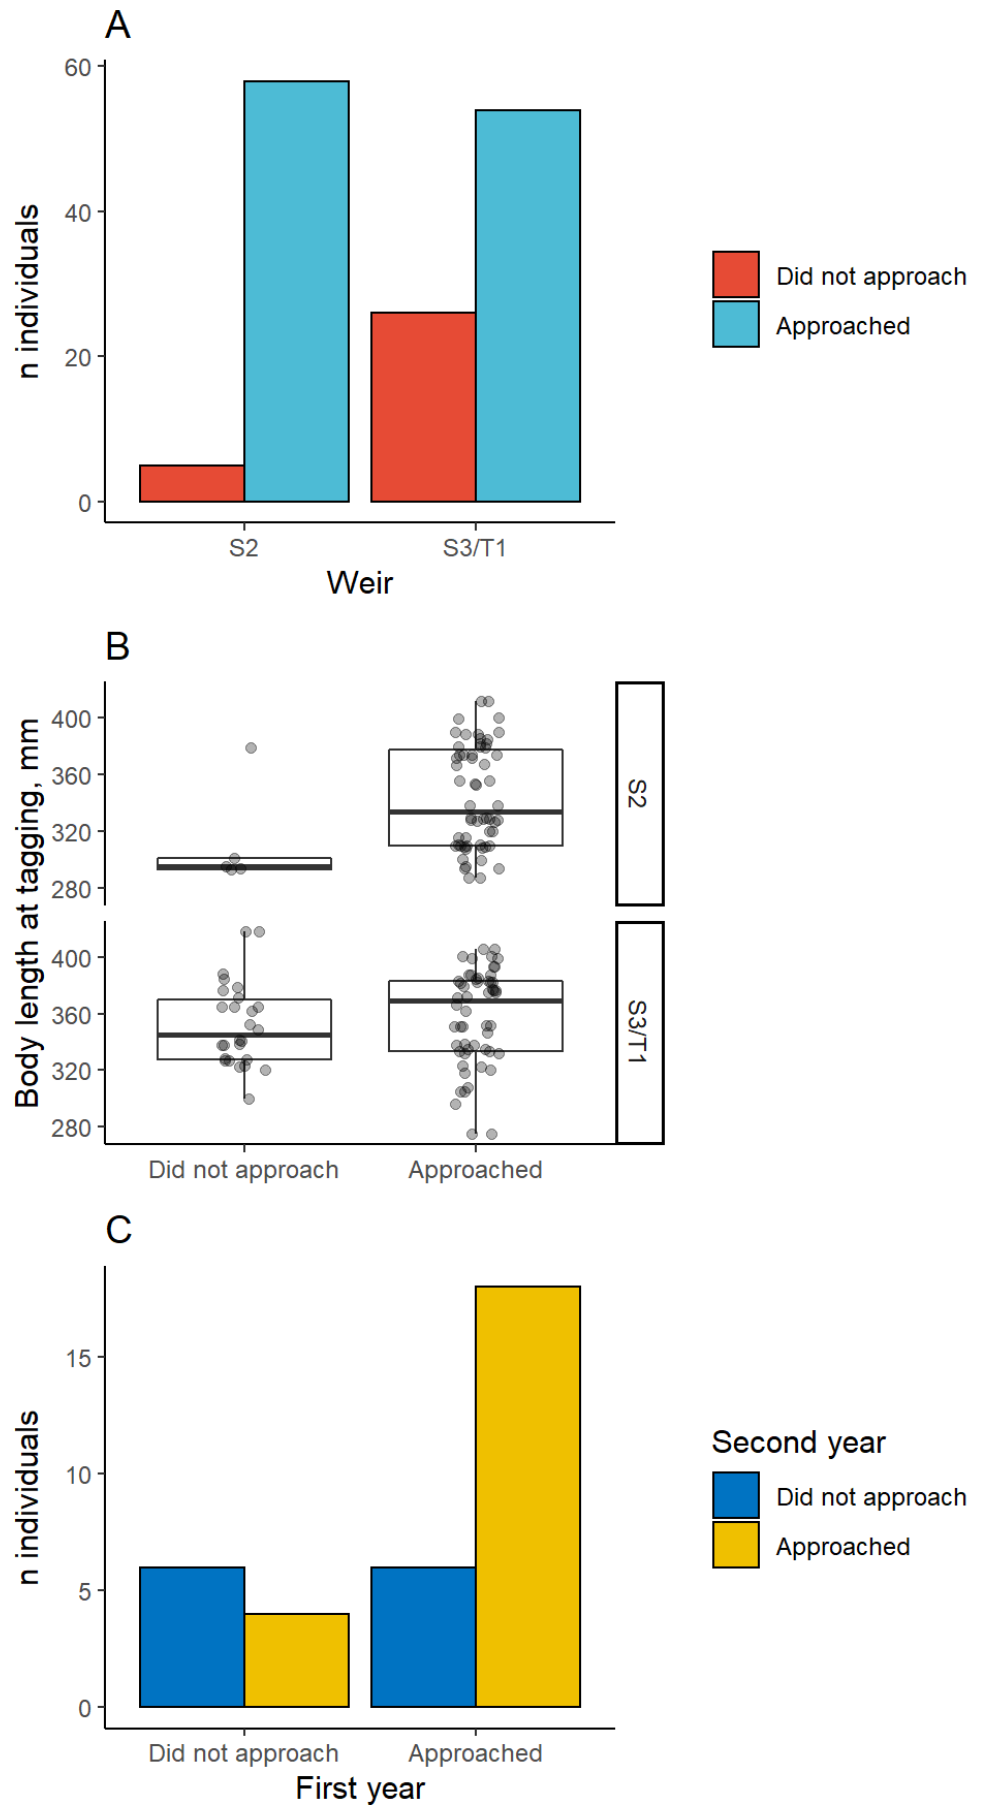 A
60
40
20
0
n individuals
S2
S3/T1
Weir
Did not approach
Approached
B
Body length at tagging, mm
400
360
320
280
S2
400
360
320
280
S3/T1
Did not approach
Approached
C
n individuals
15
10
5
0
Did not approach
Approached
First year
Second year
Did not approach
Approached